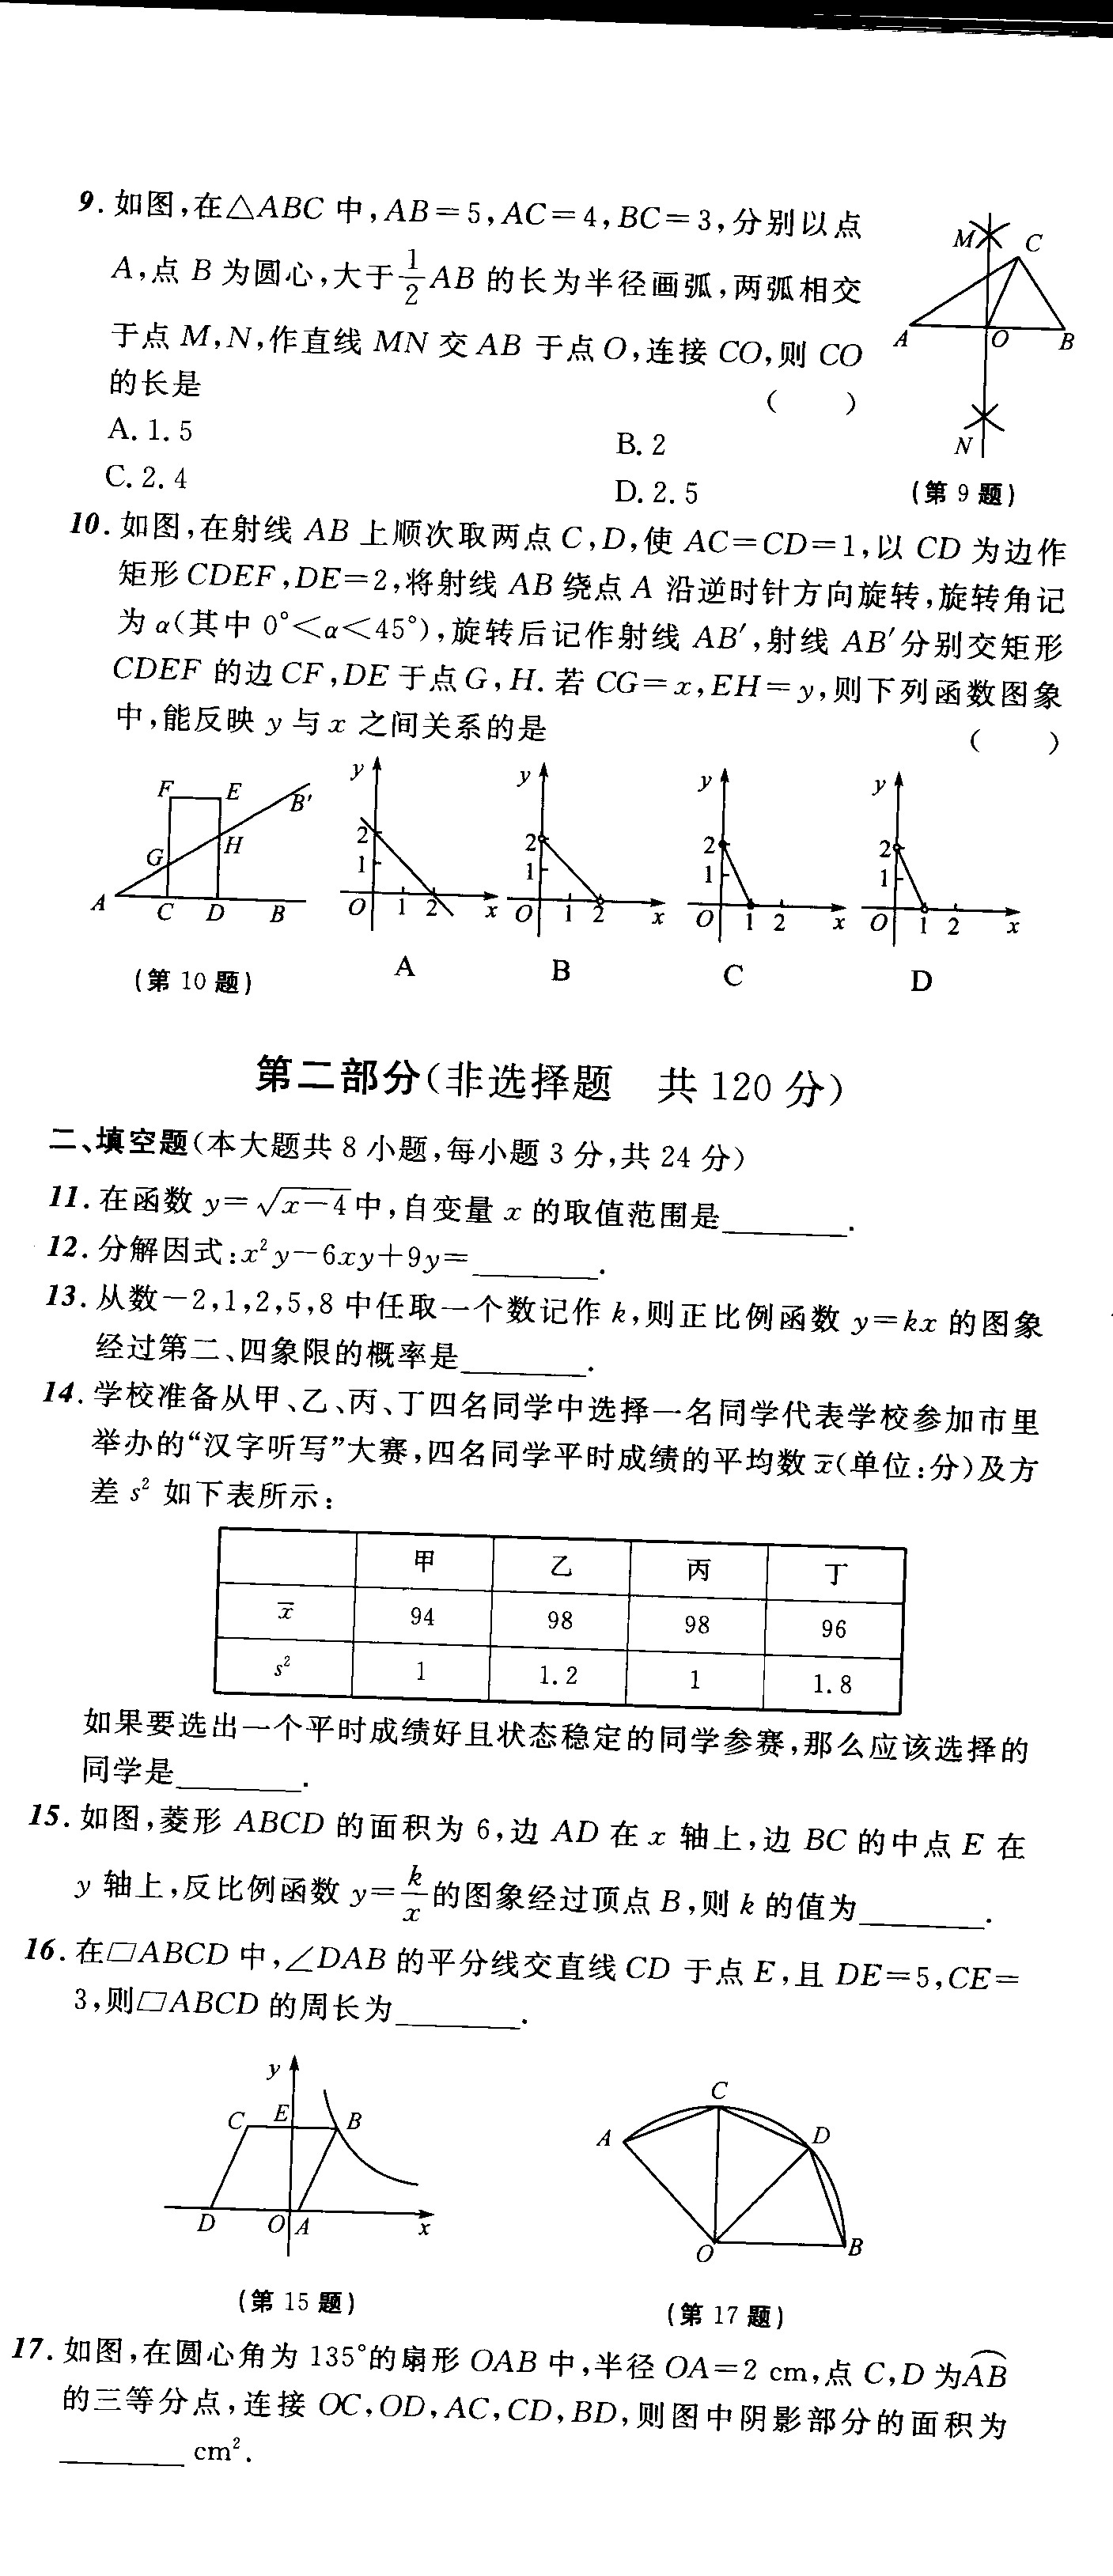 9. 如图,在△ABC 中,AB=5,AC=4,BC=3,分别以点
A,点 B 为圆心,大于 1/2 AB 的长为半径画弧,两弧相交
于点 M,N,作直线 MN 交 AB 于点 O,连接 CO,则 CO
的长是 ( )
A. 1.5
B. 2
C. 2.4
D. 2.5
M
C
A
O
B
N
(第 9 题)
10. 如图,在射线 AB 上顺次取两点 C,D,使 AC=CD=1,以 CD 为边作
矩形 CDEF,DE=2,将射线 AB 绕点 A 沿逆时针方向旋转,旋转角记
为 α(其中 0°<α<45°),旋转后记作射线 AB′,射线 AB′分别交矩形
CDEF 的边 CF,DE 于点 G,H. 若 CG=x,EH=y,则下列函数图象
中,能反映 y 与 x 之间关系的是 ( )
F E B′
G H
A C D B
(第 10 题)
y 2 1 O 1 2 x
A
y 2 1 O 1 2 x
B
y 2 1 O 1 2 x
C
y 2 1 O 1 2 x
D
第二部分(非选择题 共 120 分)
二、填空题(本大题共 8 小题,每小题 3 分,共 24 分)
11. 在函数 y=√(x-4) 中,自变量 x 的取值范围是________.
12. 分解因式:x²y-6xy+9y=________.
13. 从数-2,1,2,5,8 中任取一个数记作 k,则正比例函数 y=kx 的图象
经过第二、四象限的概率是________.
14. 学校准备从甲、乙、丙、丁四名同学中选择一名同学代表学校参加市里
举办的“汉字听写”大赛,四名同学平时成绩的平均数 x̄(单位:分)及方
差 s² 如下表所示:
甲 乙 丙 丁
x̄ 94 98 98 96
s² 1 1.2 1 1.8
如果要选出一个平时成绩好且状态稳定的同学参赛,那么应该选择的
同学是________.
15. 如图,菱形 ABCD 的面积为 6,边 AD 在 x 轴上,边 BC 的中点 E 在
y 轴上,反比例函数 y=k/x 的图象经过顶点 B,则 k 的值为________.
16. 在▱ABCD 中,∠DAB 的平分线交直线 CD 于点 E,且 DE=5,CE=
3,则▱ABCD 的周长为________.
y
C E B
D O A x
(第 15 题)
C
A D
O B
(第 17 题)
17. 如图,在圆心角为 135°的扇形 OAB 中,半径 OA=2 cm,点 C,D 为A͡B
的三等分点,连接 OC,OD,AC,CD,BD,则图中阴影部分的面积为
________ cm².